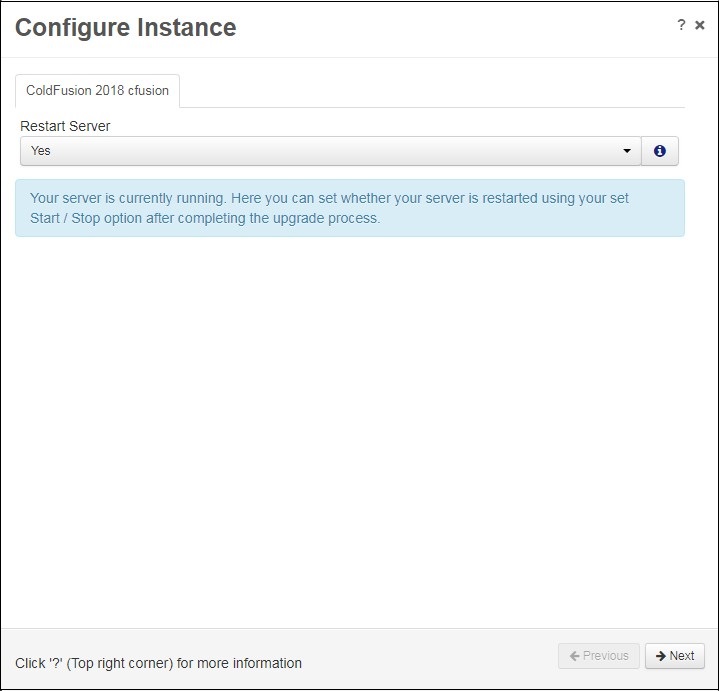 Configure Instance
?
ColdFusion 2018 cfusion
Restart Server
Yes
Your server is currently running. Here you can set whether your server is restarted using your set
Start / Stop option after completing the upgrade process.
Click '?' (Top right corner) for more information
Previous
Next